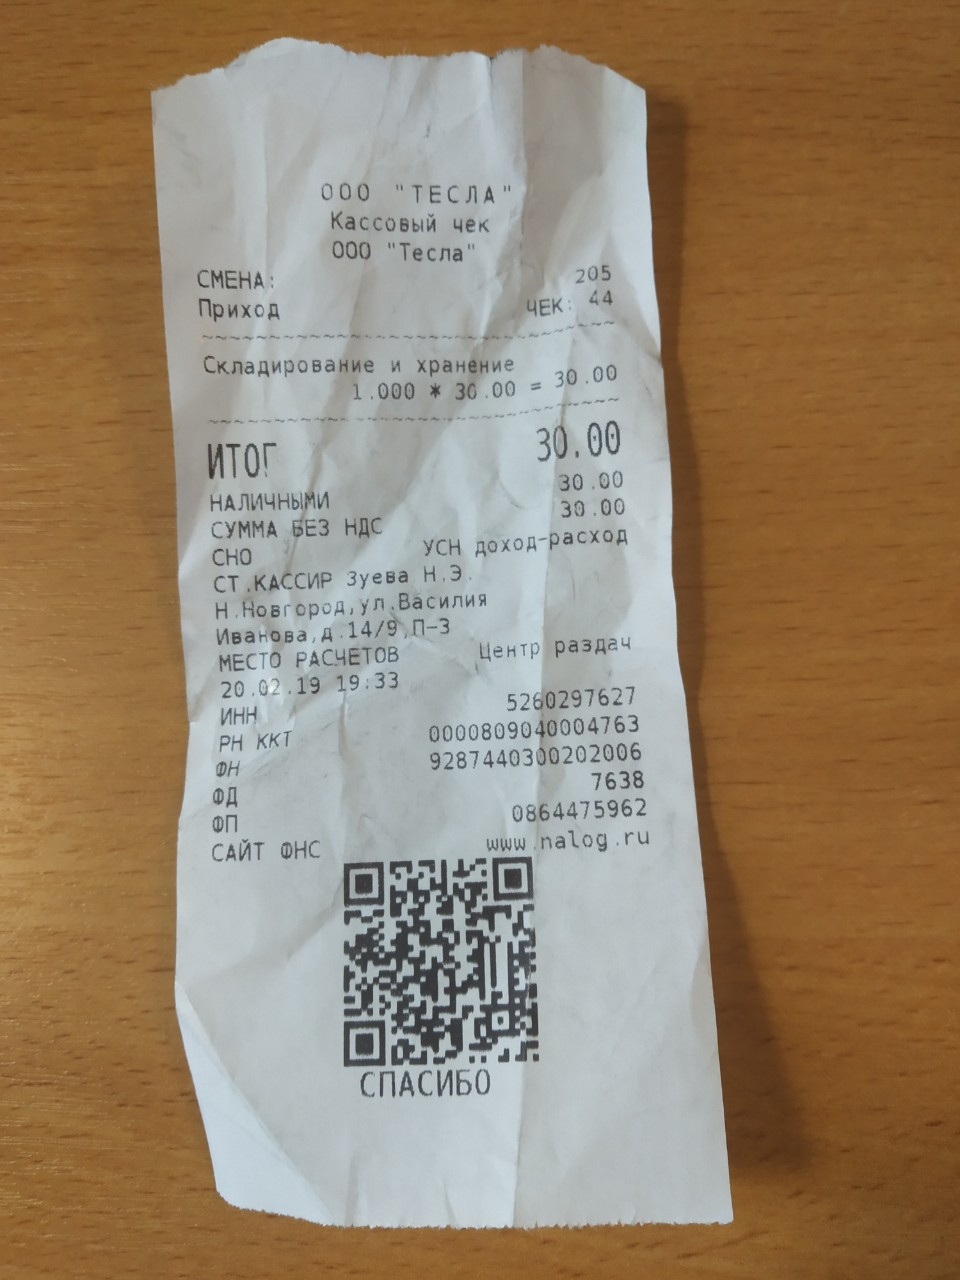 ООО "ТЕСЛА"
Кассовый чек
ООО "Тесла"
СМЕНА: 205
Приход ЧЕК: 44
~~~~~~~~~~~~~~~~~~~~~~~~~~~~~~~~
Складирование и хранение
1.000 * 30.00 = 30.00
~~~~~~~~~~~~~~~~~~~~~~~~~~~~~~~~
ИТОГ 30.00
НАЛИЧНЫМИ 30.00
СУММА БЕЗ НДС 30.00
СНО УСН доход-расход
СТ.КАССИР Зуева Н.Э.
Н.Новгород,ул.Василия
Иванова,д.14/9,П-3
МЕСТО РАСЧЕТОВ Центр раздач
20.02.19 19:33
ИНН 5260297627
РН ККТ 0000809040004763
ФН 9287440300202006
ФД 7638
ФП 0864475962
САЙТ ФНС www.nalog.ru
СПАСИБО